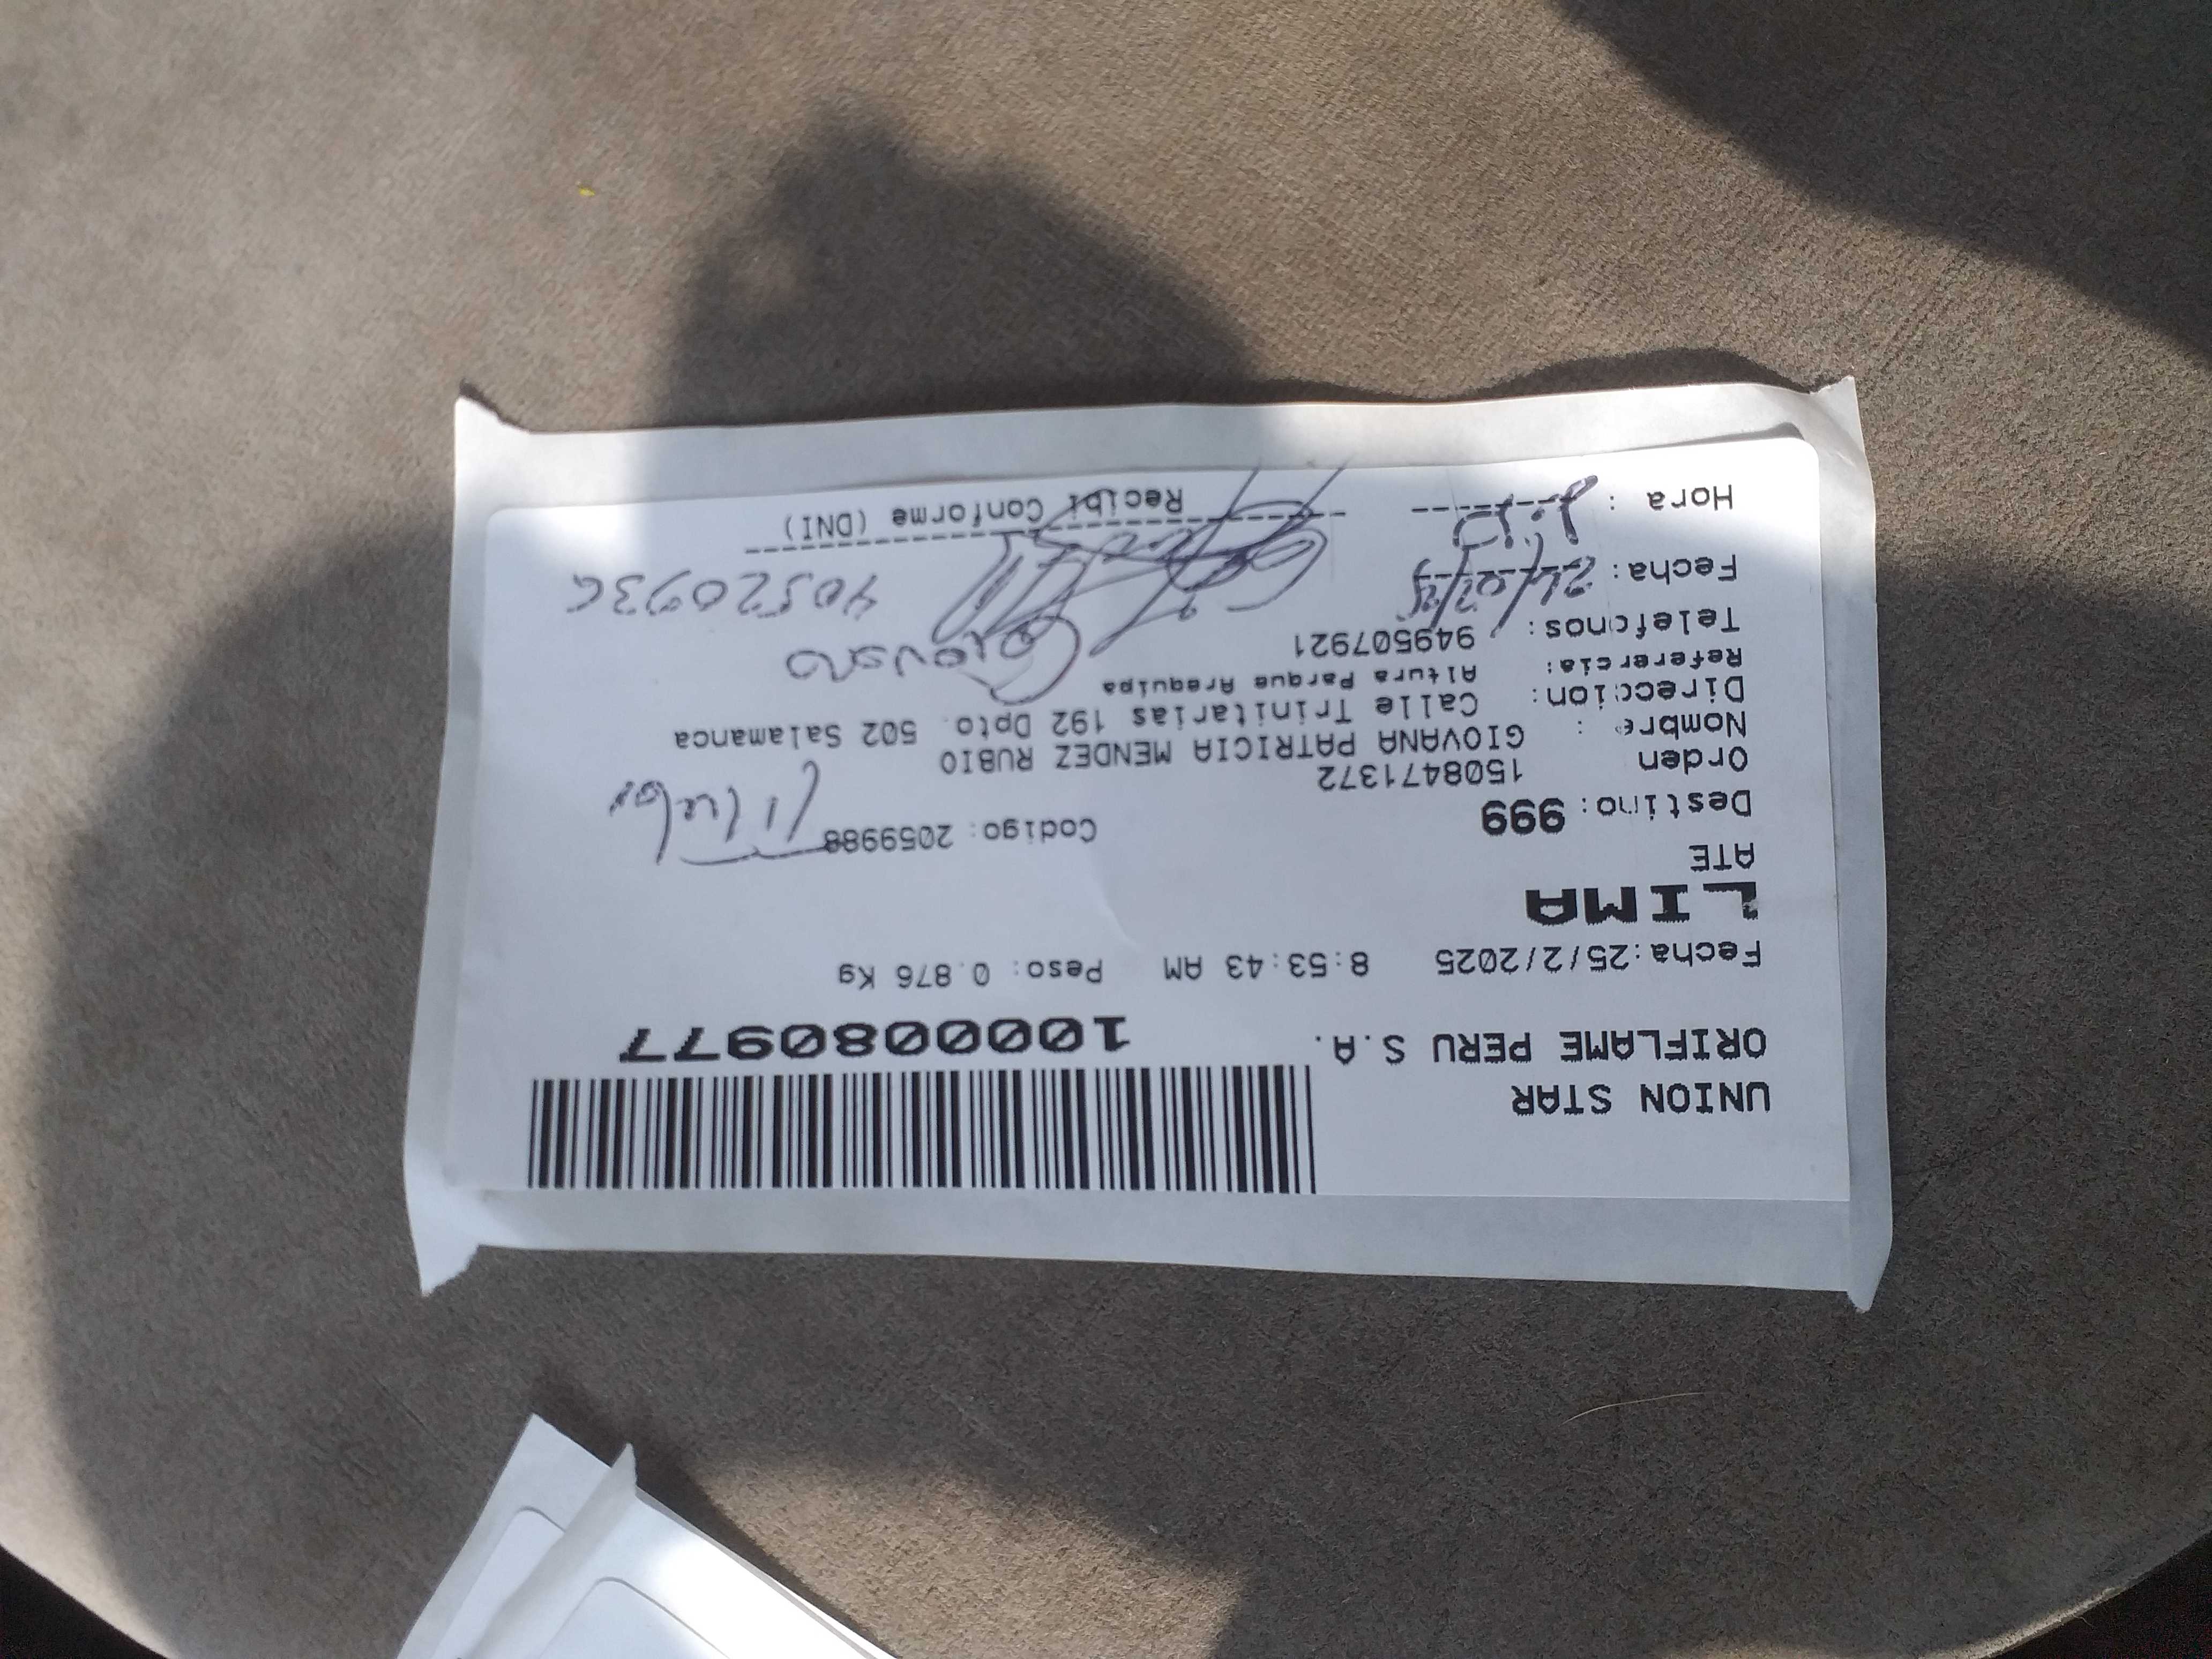 UNION STAR
ORIFLAME PERU S.A.
1000080977
Fecha:25/2/2025 8:53:43 AM Peso: 0.876 Kg
LIMA
ATE
Destino: 999 Codigo: 2059988
Orden 1508471372
Nombre : GIOVANA PATRICIA MENDEZ RUBIO
Direccion: Calle Trinitarias 192 Dpto. 502 Salamanca
Referencia: Altura Parque Arequipa
Telefonos: 949507921
Giovana
Fecha:
Hora :
Recibi Conforme (DNI)